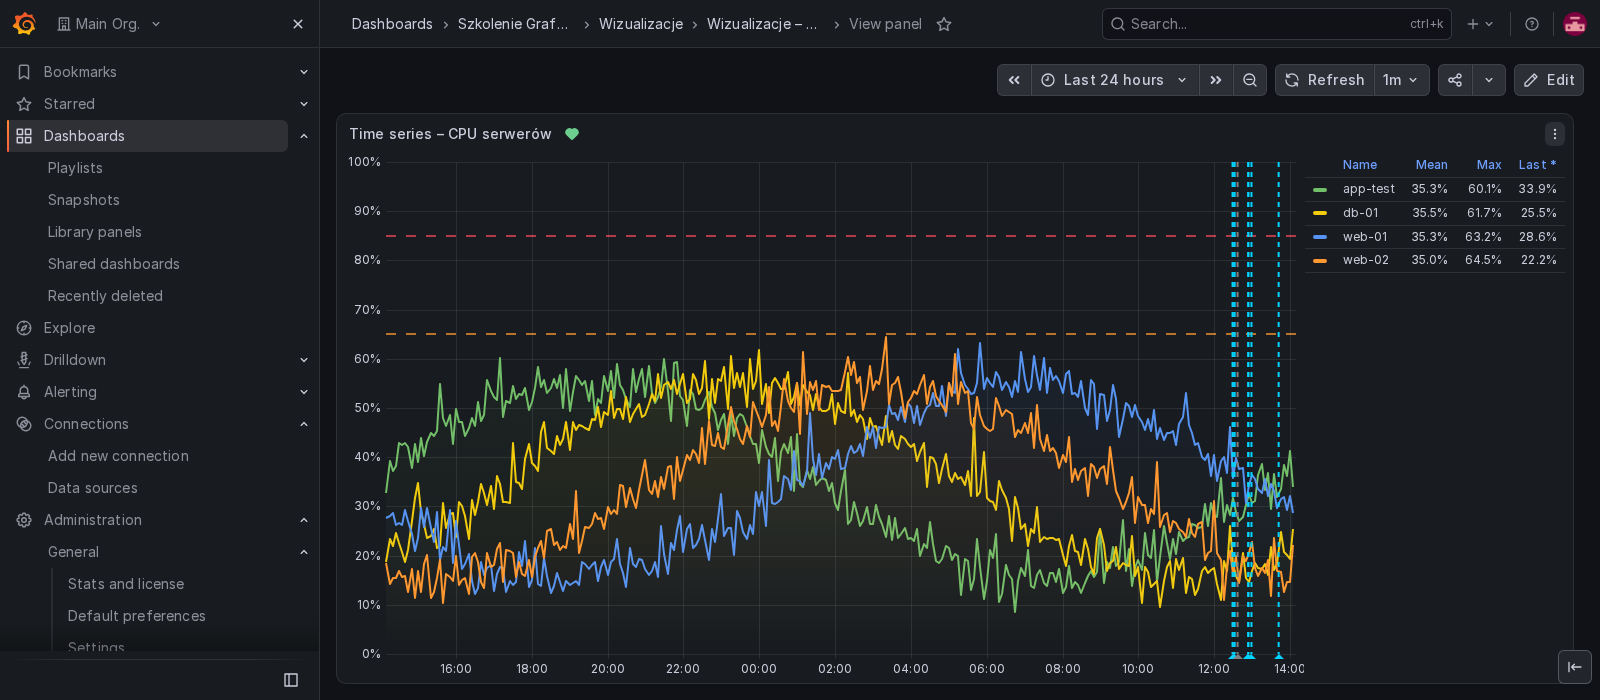 Main Org.
Dashboards
Szkolenie Graf...
Wizualizacje
Wizualizacje – ...
View panel
Search...
ctrl+k
Bookmarks
Starred
Dashboards
Playlists
Snapshots
Library panels
Shared dashboards
Recently deleted
Explore
Drilldown
Alerting
Connections
Add new connection
Data sources
Administration
General
Stats and license
Default preferences
Settings
Last 24 hours
Refresh
1m
Edit
Time series – CPU serwerów
100%
90%
80%
70%
60%
50%
40%
30%
20%
10%
0%
16:00 18:00 20:00 22:00 00:00 02:00 04:00 06:00 08:00 10:00 12:00 14:00
Name Mean Max Last *
app-test 35.3% 60.1% 33.9%
db-01 35.5% 61.7% 25.5%
web-01 35.3% 63.2% 28.6%
web-02 35.0% 64.5% 22.2%